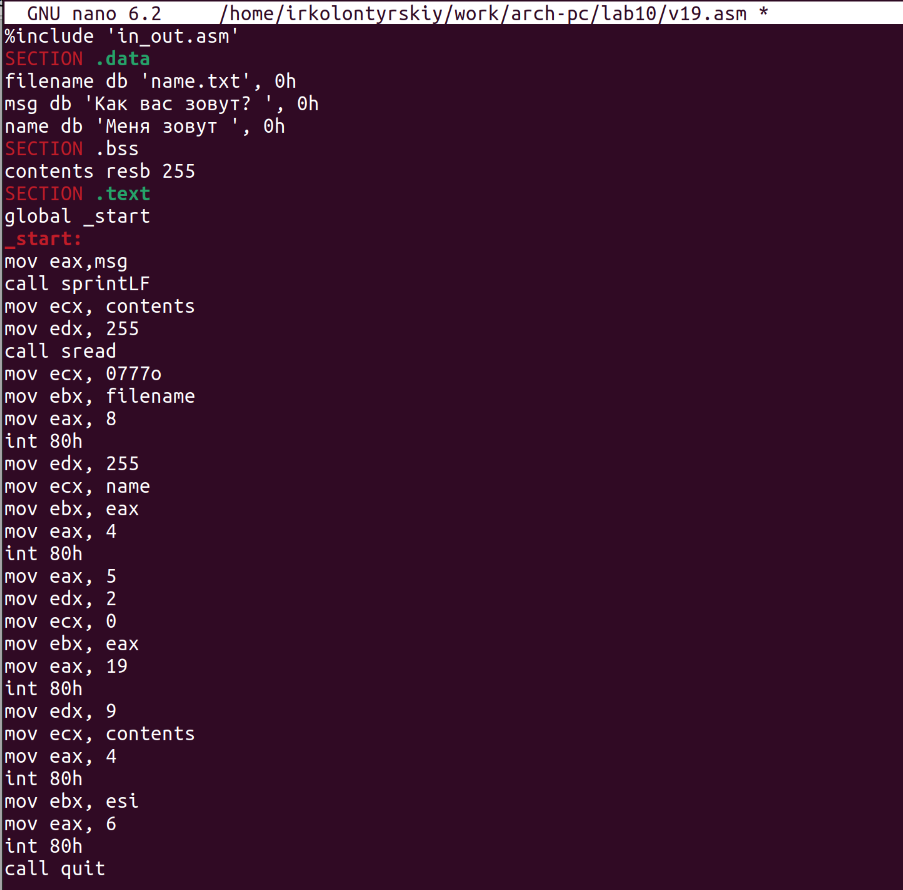 GNU nano 6.2 /home/irkolontyrskiy/work/arch-pc/lab10/v19.asm *
%include 'in_out.asm'
SECTION .data
filename db 'name.txt', 0h
msg db 'Как вас зовут? ', 0h
name db 'Меня зовут ', 0h
SECTION .bss
contents resb 255
SECTION .text
global _start
_start:
mov eax,msg
call sprintLF
mov ecx, contents
mov edx, 255
call sread
mov ecx, 0777o
mov ebx, filename
mov eax, 8
int 80h
mov edx, 255
mov ecx, name
mov ebx, eax
mov eax, 4
int 80h
mov eax, 5
mov edx, 2
mov ecx, 0
mov ebx, eax
mov eax, 19
int 80h
mov edx, 9
mov ecx, contents
mov eax, 4
int 80h
mov ebx, esi
mov eax, 6
int 80h
call quit